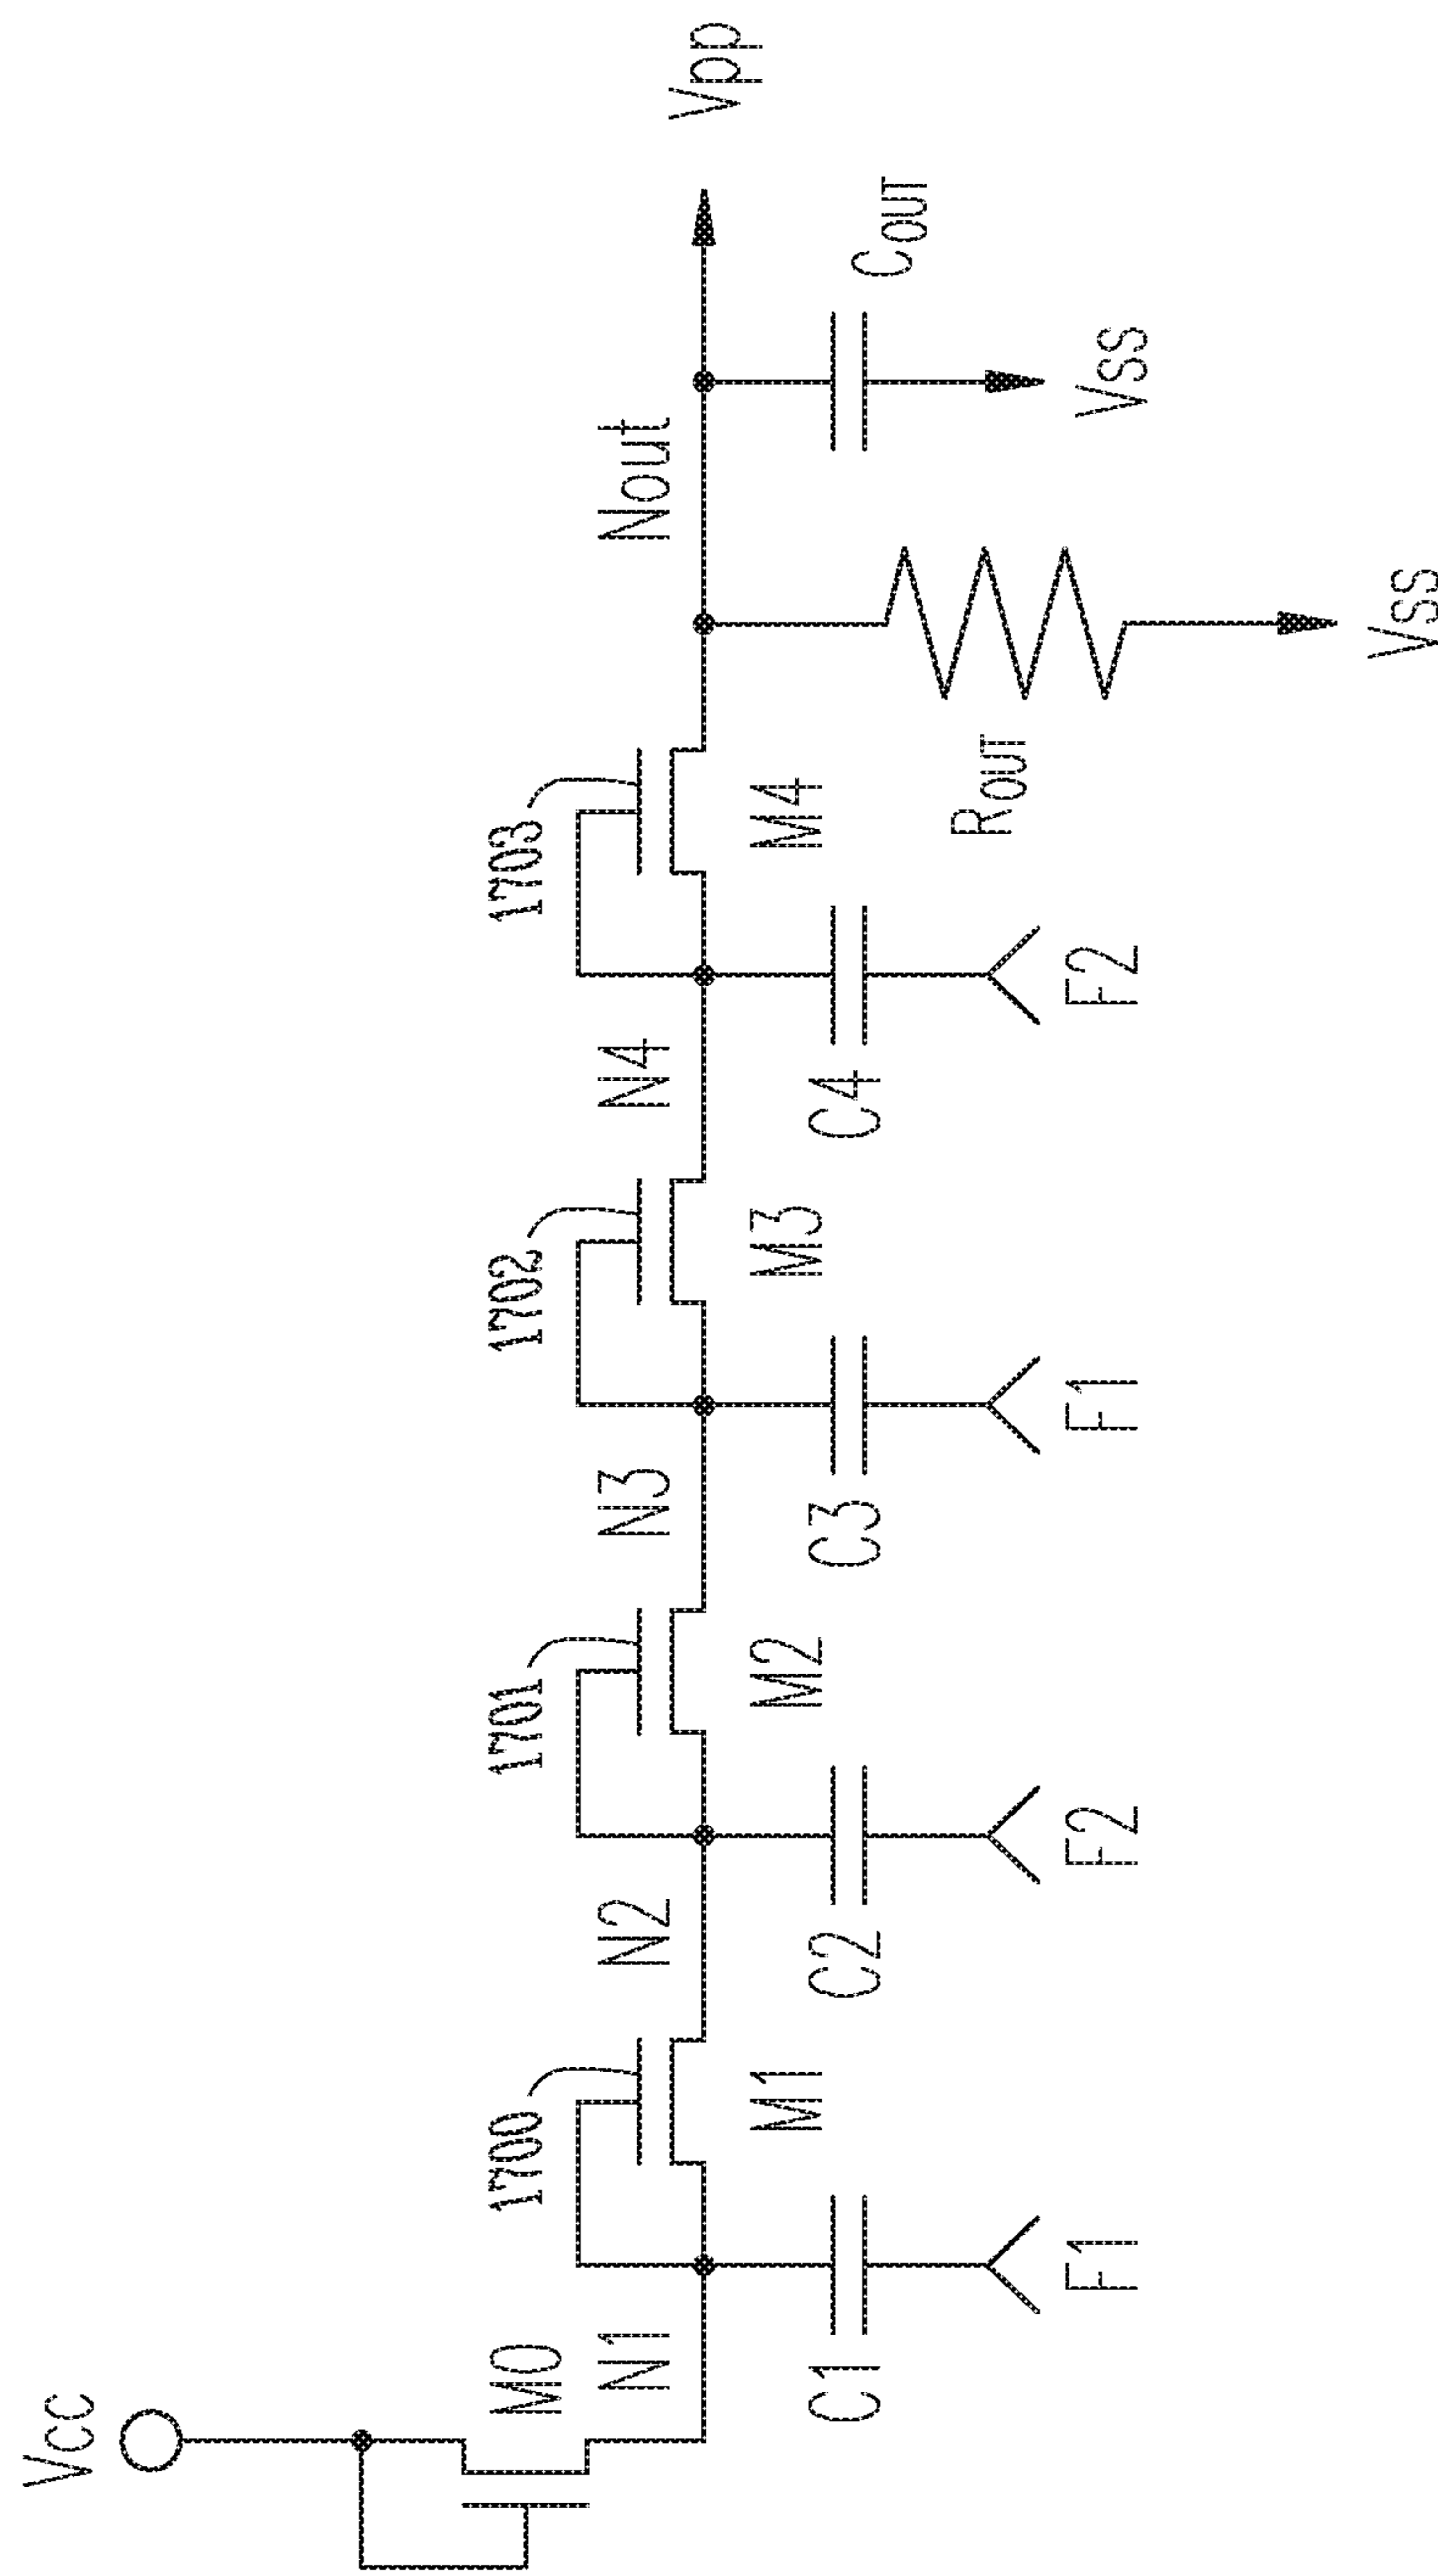 Vcc
M0
N1
1700
N2
1701
N3
1702
N4
1703
Nout
Vpp
M1
M2
M3
M4
C1
C2
C3
C4
ROUT
COUT
F1
F2
F1
F2
VSS
VSS